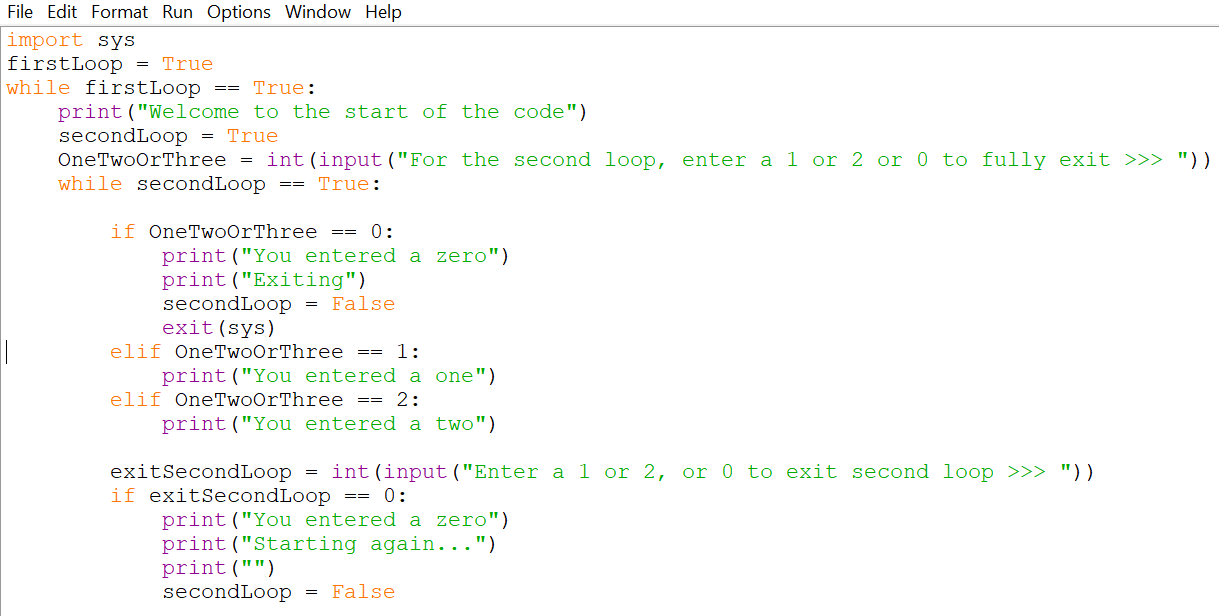 File Edit Format Run Options Window Help
import sys
firstLoop = True
while firstLoop == True:
    print("Welcome to the start of the code")
    secondLoop = True
    OneTwoOrThree = int(input("For the second loop, enter a 1 or 2 or 0 to fully exit >>> "))
    while secondLoop == True:

        if OneTwoOrThree == 0:
            print("You entered a zero")
            print("Exiting")
            secondLoop = False
            exit(sys)
        elif OneTwoOrThree == 1:
            print("You entered a one")
        elif OneTwoOrThree == 2:
            print("You entered a two")

        exitSecondLoop = int(input("Enter a 1 or 2, or 0 to exit second loop >>> "))
        if exitSecondLoop == 0:
            print("You entered a zero")
            print("Starting again...")
            print("")
            secondLoop = False